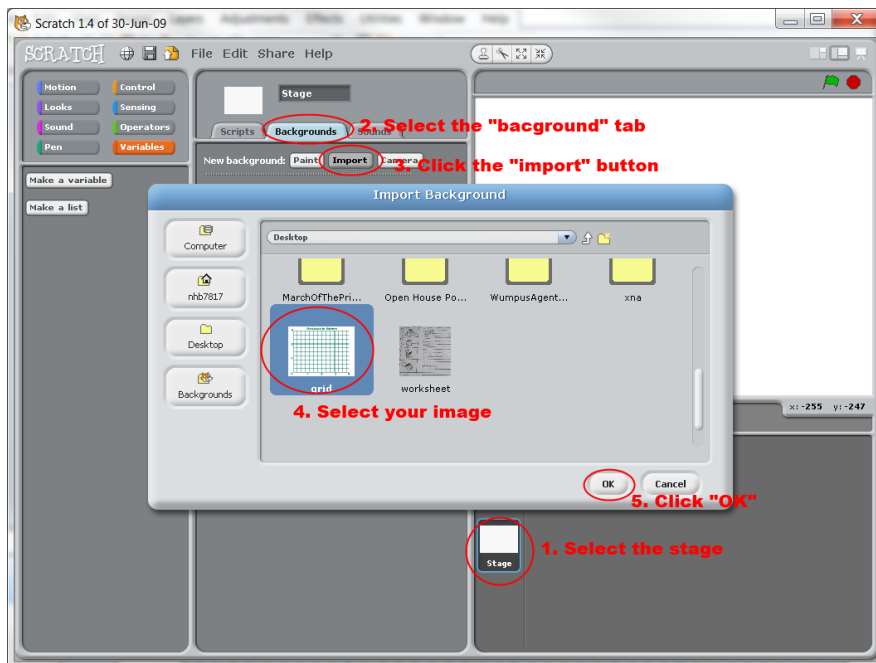 Scratch 1.4 of 30-Jun-09
SCRATCH File Edit Share Help
Motion Control
Looks Sensing
Sound Operators
Pen Variables
Make a variable
Make a list
Stage
Scripts Backgrounds Sounds
2. Select the "bacground" tab
New background: Paint Import Camera
3. Click the "import" button
Import Background
Computer
nhb7817
Desktop
Backgrounds
Desktop
MarchOfThePri... Open House Po... WumpusAgent... xna
grid worksheet
4. Select your image
x: -255 y: -247
OK Cancel
5. Click "OK"
1. Select the stage
Stage